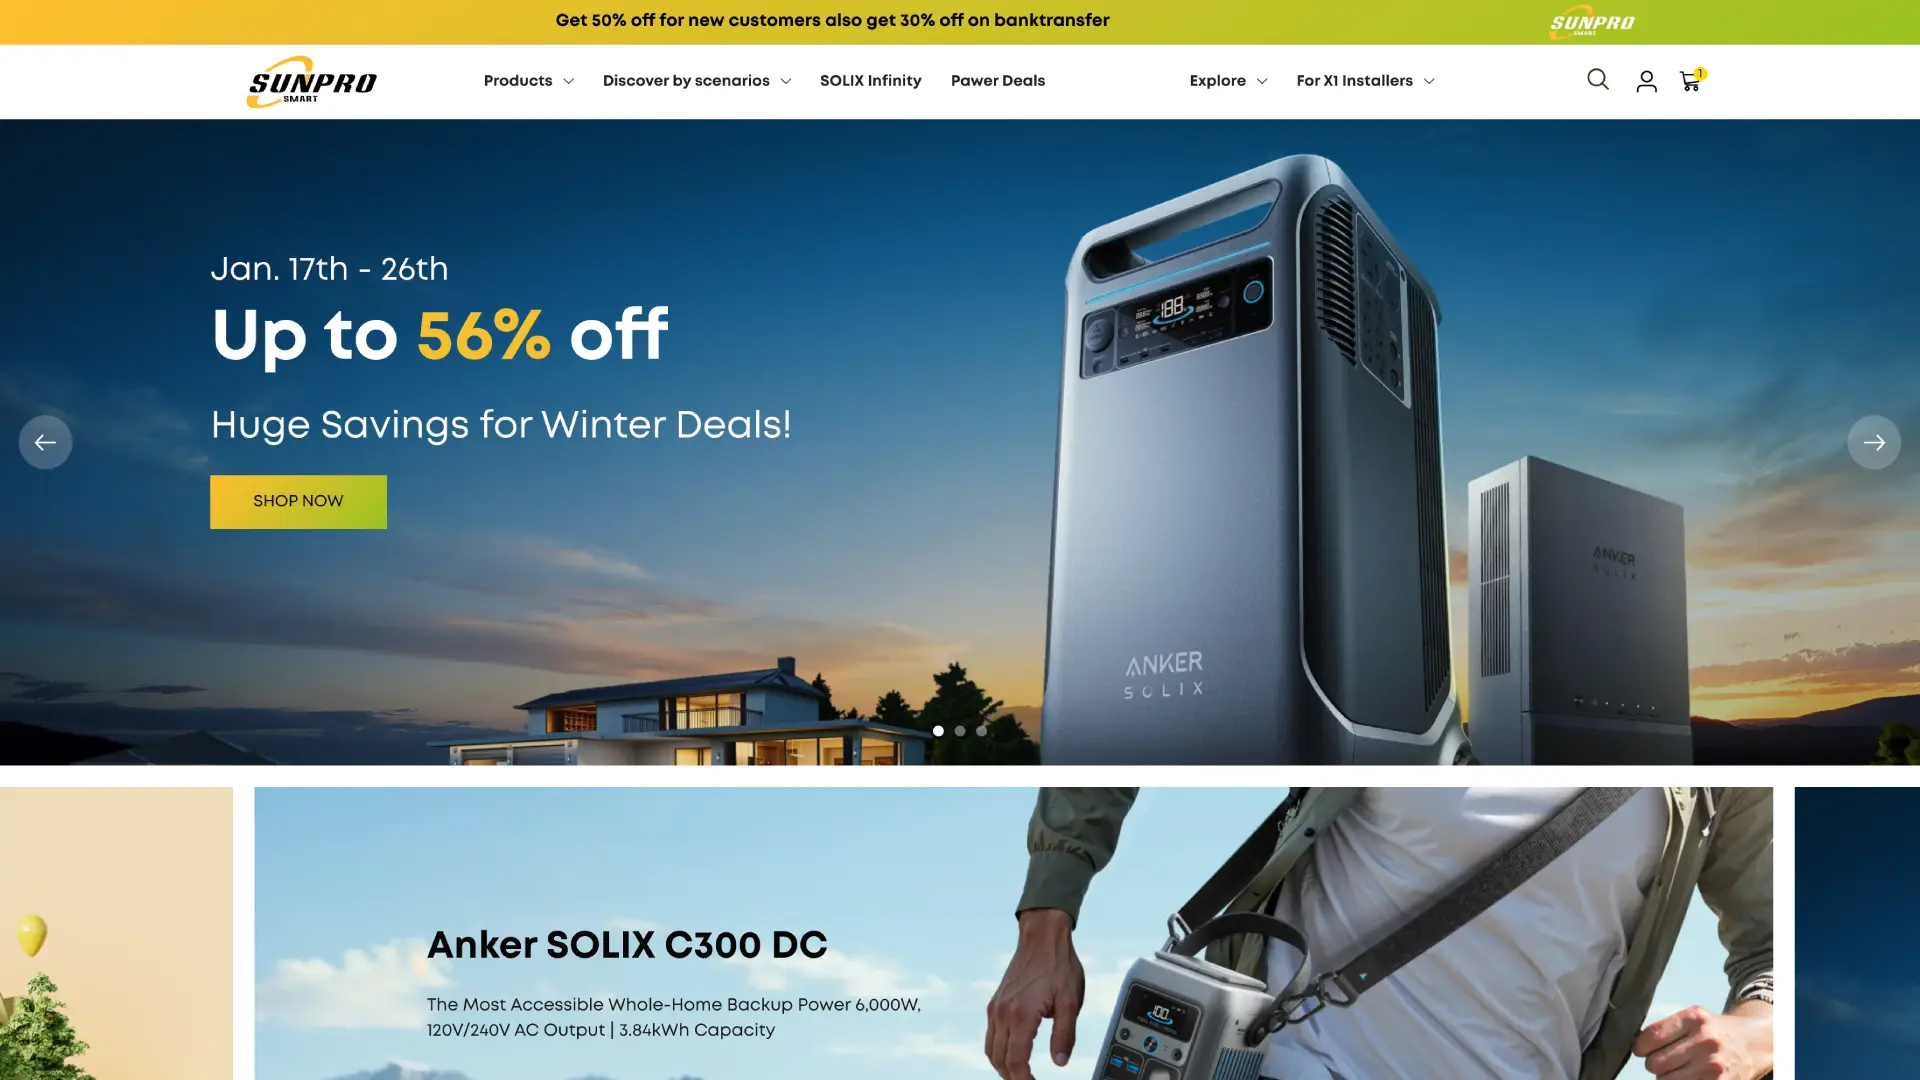 Get 50% off for new customers also get 30% off on banktransfer
SUNPRO
SMART
SUNPRO
SMART
Products
Discover by scenarios
SOLIX Infinity
Pawer Deals
Explore
For X1 Installers
1
Jan. 17th - 26th
Up to 56% off
Huge Savings for Winter Deals!
SHOP NOW
188
ANKER
SOLIX
ANKER
SOLIX
Anker SOLIX C300 DC
The Most Accessible Whole-Home Backup Power 6,000W,
120V/240V AC Output | 3.84kWh Capacity
100